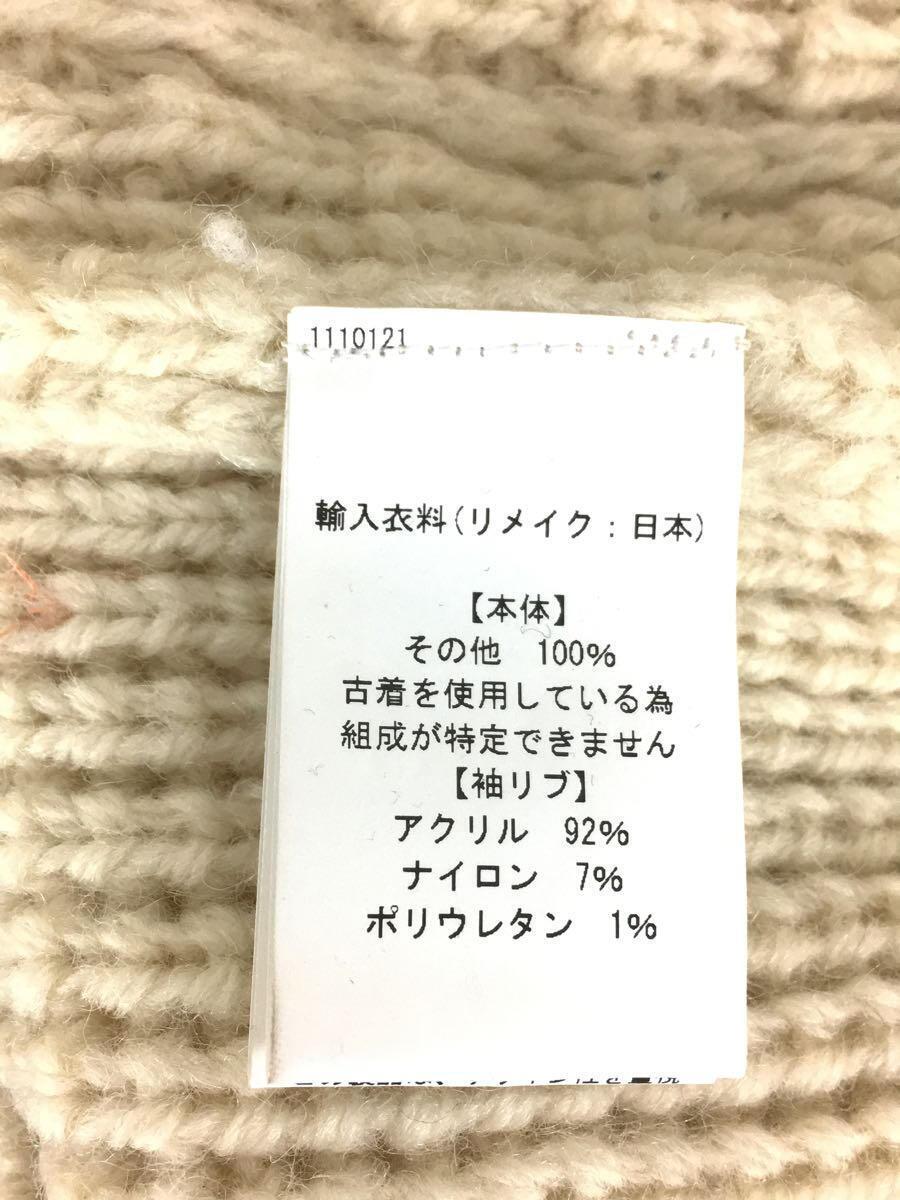 1110121
輸入衣料(リメイク：日本)
【本体】
その他　100%
古着を使用している為
組成が特定できません
【袖リブ】
アクリル　92%
ナイロン　7%
ポリウレタン　1%